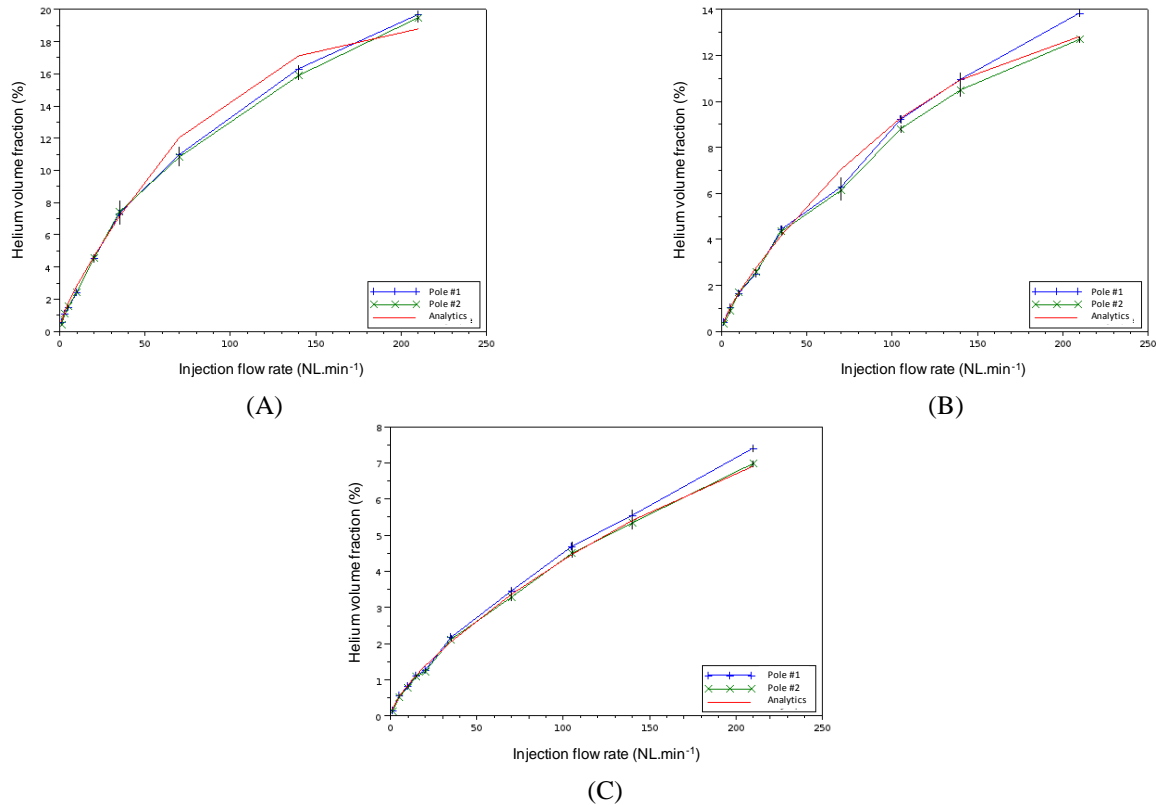 20
18
16
14
12
10
8
6
4
2
0
Helium volume fraction (%)
Pole #1
Pole #2
Analytics
0 50 100 150 200 250
Injection flow rate (NL.min⁻¹)
(A)
14
12
10
8
6
4
2
0
Helium volume fraction (%)
Pole #1
Pole #2
Analytics
0 50 100 150 200 250
Injection flow rate (NL.min⁻¹)
(B)
8
7
6
5
4
3
2
1
0
Helium volume fraction (%)
Pole #1
Pole #2
Analytics
0 50 100 150 200 250
Injection flow rate (NL.min⁻¹)
(C)